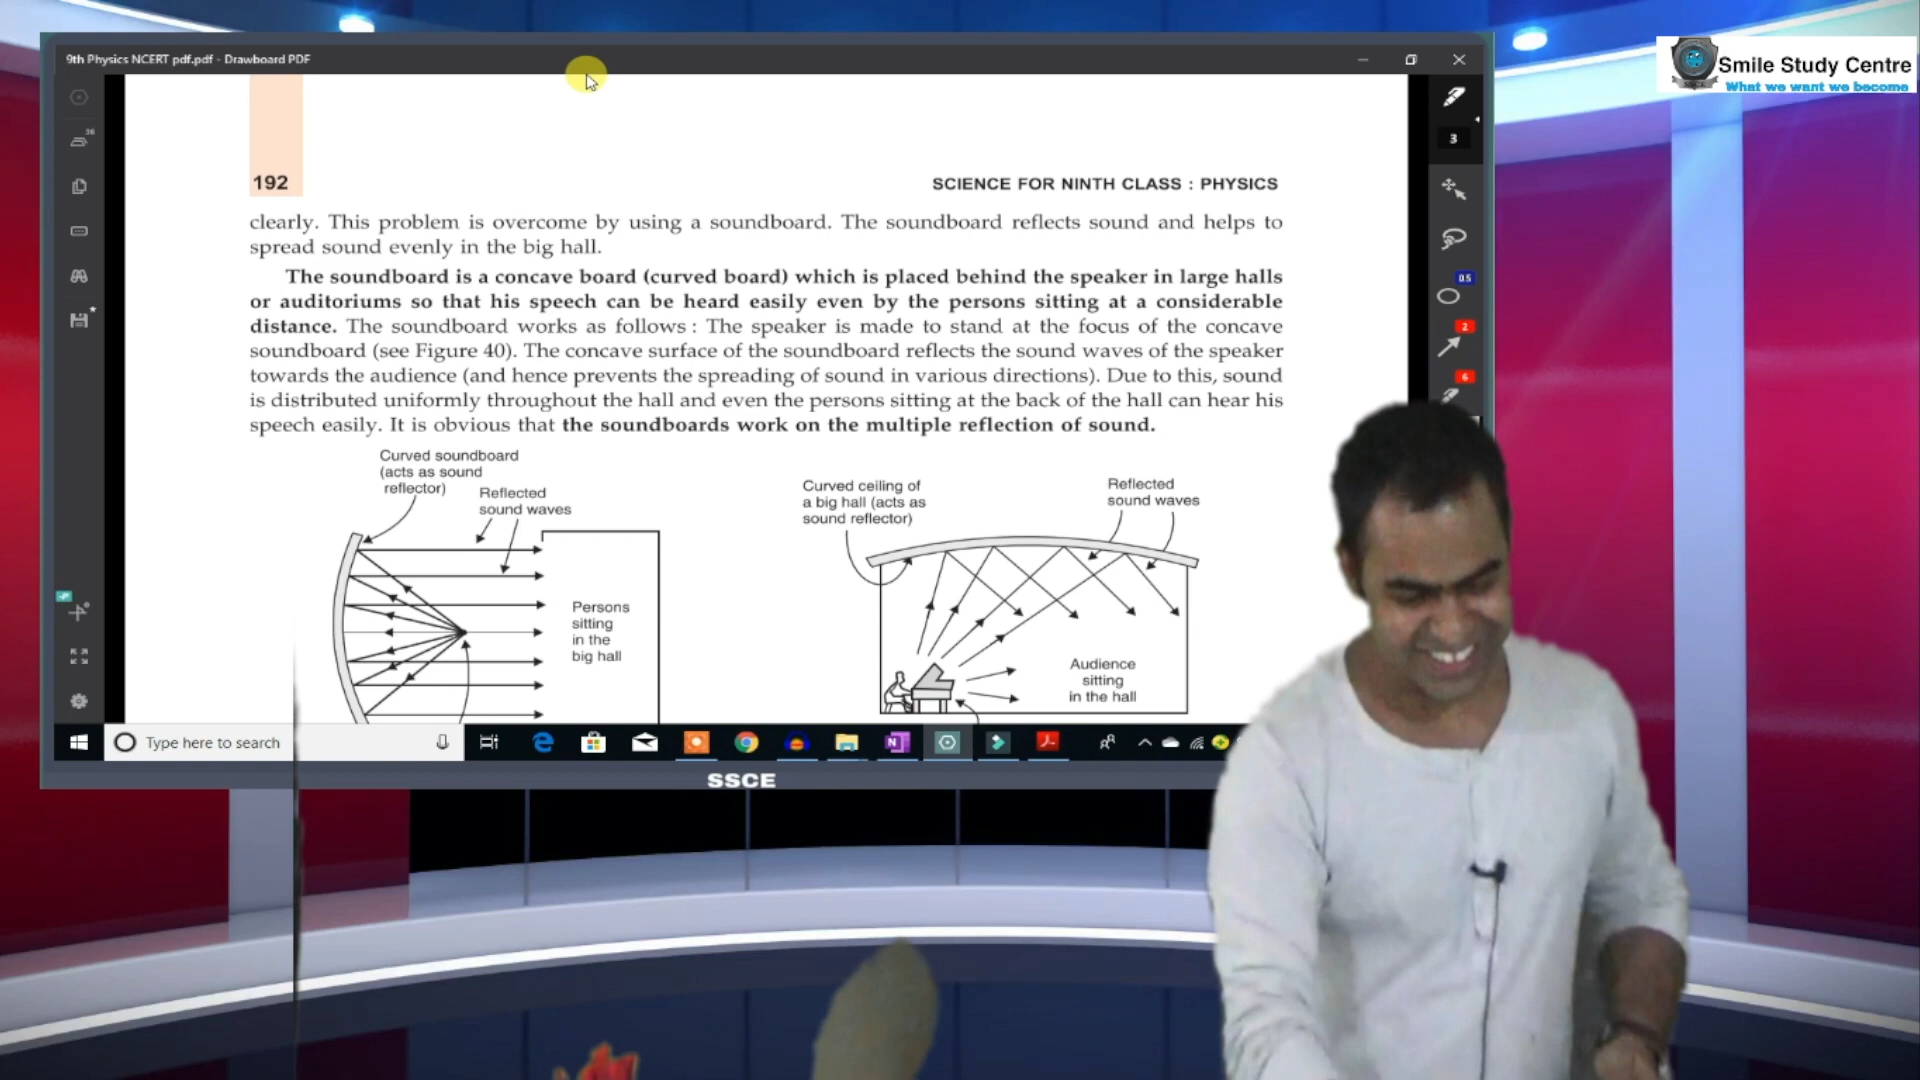 9th Physics NCERT pdf.pdf - Drawboard PDF
Smile Study Centre
What we want we become
36
3
192
SCIENCE FOR NINTH CLASS : PHYSICS
clearly. This problem is overcome by using a soundboard. The soundboard reflects sound and helps to
spread sound evenly in the big hall.
The soundboard is a concave board (curved board) which is placed behind the speaker in large halls
or auditoriums so that his speech can be heard easily even by the persons sitting at a considerable
distance. The soundboard works as follows : The speaker is made to stand at the focus of the concave
soundboard (see Figure 40). The concave surface of the soundboard reflects the sound waves of the speaker
towards the audience (and hence prevents the spreading of sound in various directions). Due to this, sound
is distributed uniformly throughout the hall and even the persons sitting at the back of the hall can hear his
speech easily. It is obvious that the soundboards work on the multiple reflection of sound.
0.5
2
6
Curved soundboard
(acts as sound
reflector)
Reflected
sound waves
Persons
sitting
in the
big hall
Curved ceiling of
a big hall (acts as
sound reflector)
Reflected
sound waves
Audience
sitting
in the hall
Type here to search
SSCE